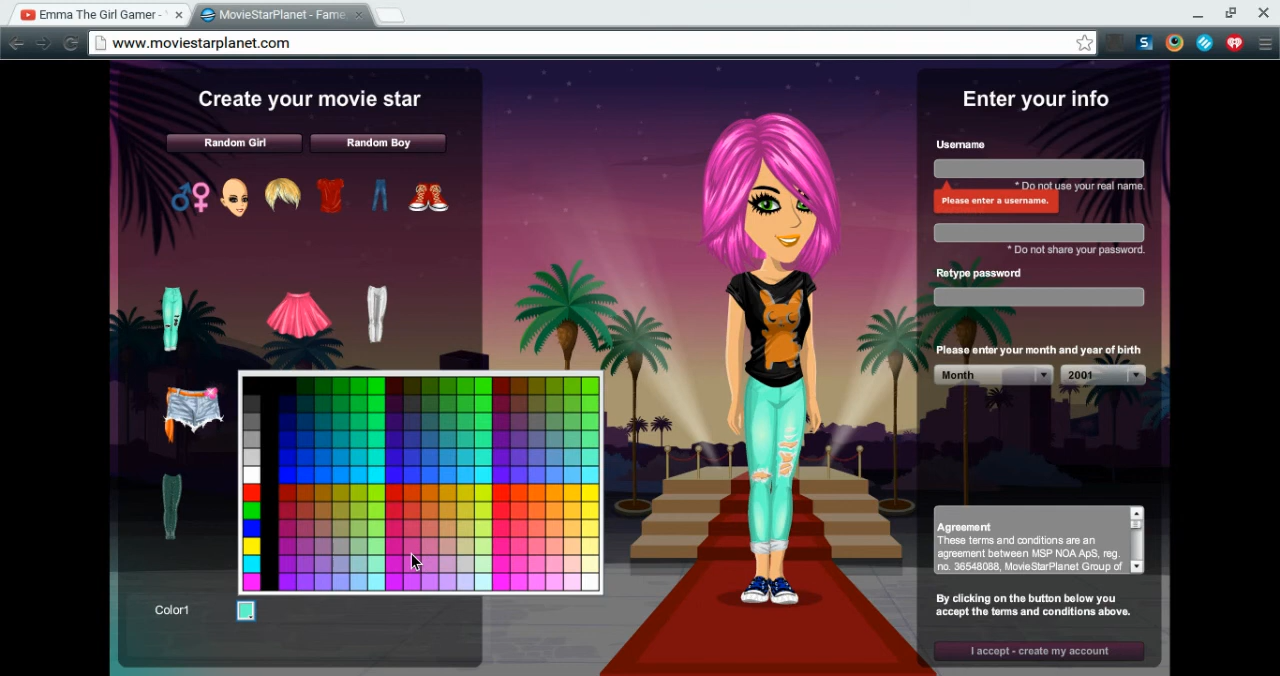 Emma The Girl Gamer -
MovieStarPlanet - Fame,
www.moviestarplanet.com
S
Create your movie star
Random Girl
Random Boy
Color1
Enter your info
Username
* Do not use your real name.
Please enter a username.
* Do not share your password.
Retype password
Please enter your month and year of birth
Month
2001
Agreement
These terms and conditions are an
agreement between MSP NOA ApS, reg.
no. 36548088, MovieStarPlanet Group of
By clicking on the button below you
accept the terms and conditions above.
I accept - create my account